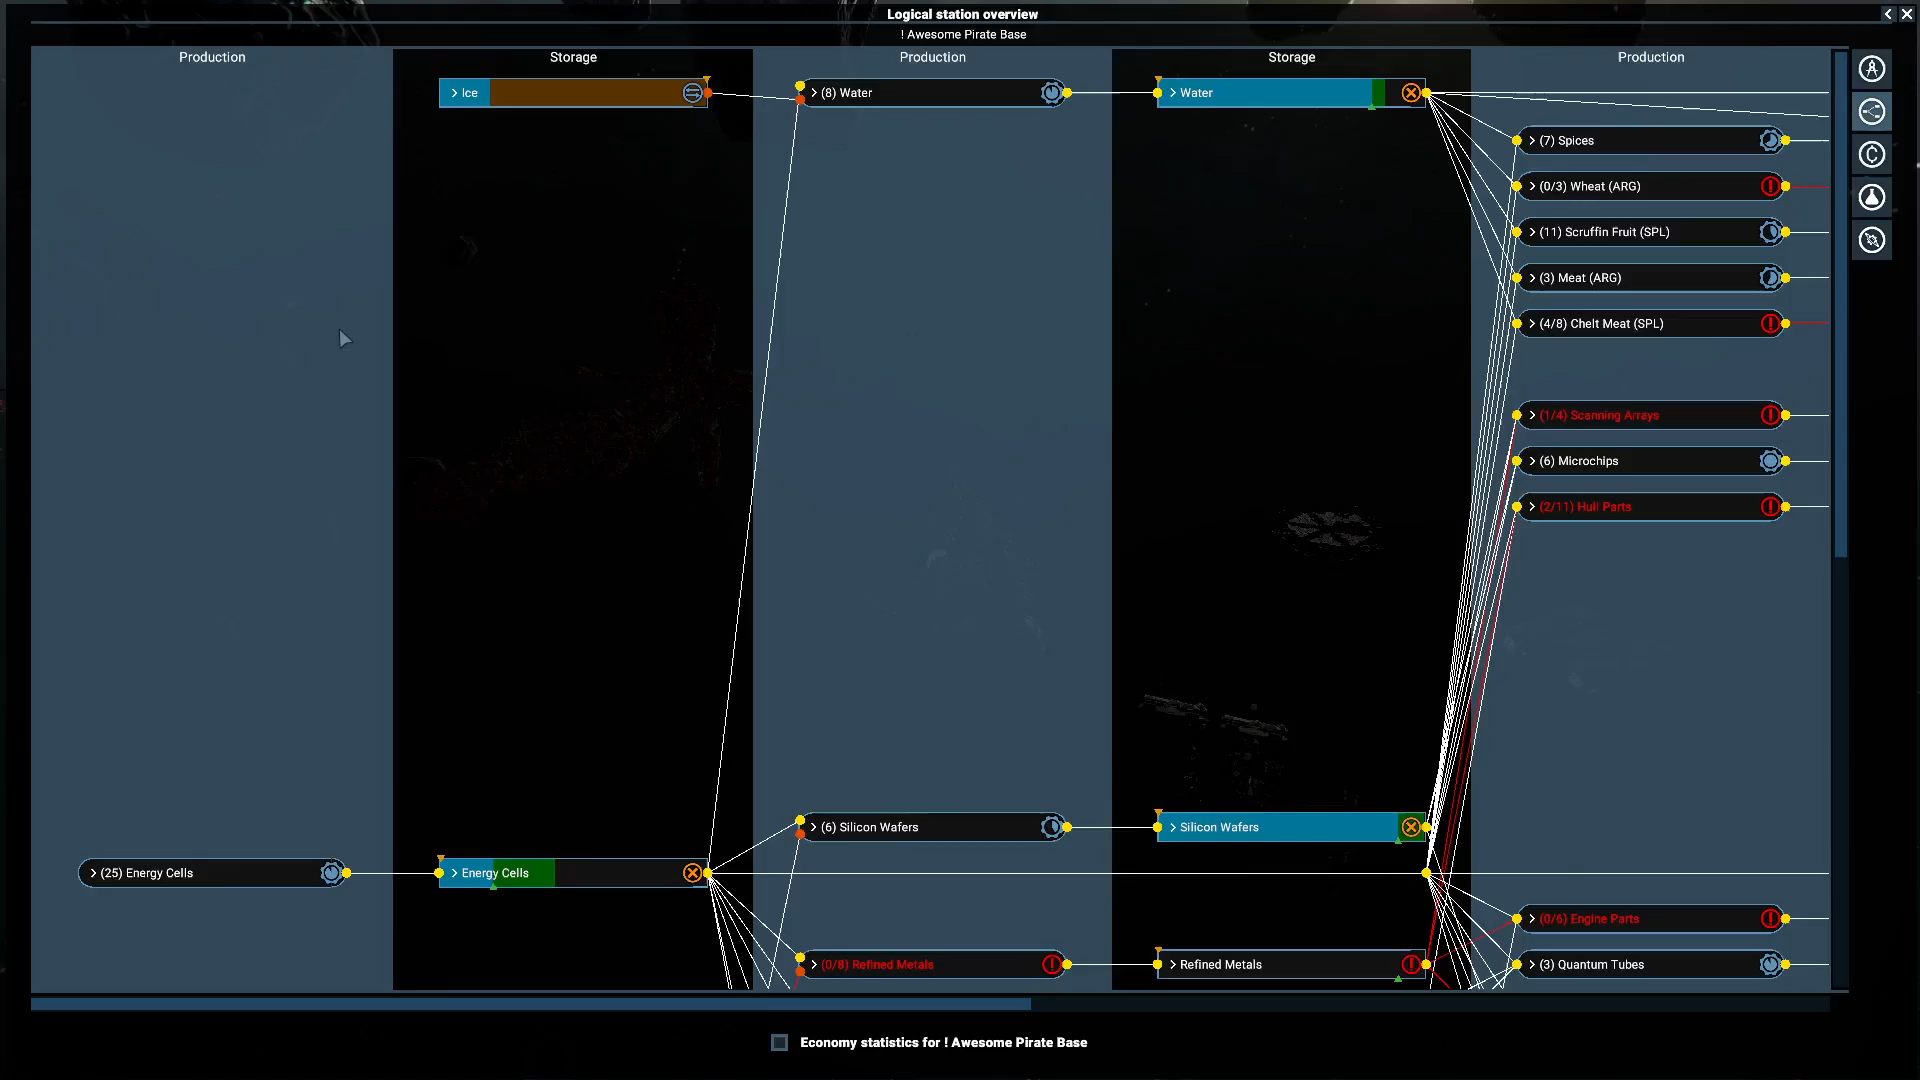 Logical station overview
! Awesome Pirate Base
Production
Storage
Production
Storage
Production
Ice
(8) Water
Water
(7) Spices
(0/3) Wheat (ARG)
(11) Scruffin Fruit (SPL)
(3) Meat (ARG)
(4/8) Chelt Meat (SPL)
(1/4) Scanning Arrays
(6) Microchips
(2/11) Hull Parts
(6) Silicon Wafers
Silicon Wafers
(25) Energy Cells
Energy Cells
(0/6) Engine Parts
(0/8) Refined Metals
Refined Metals
(3) Quantum Tubes
Economy statistics for ! Awesome Pirate Base